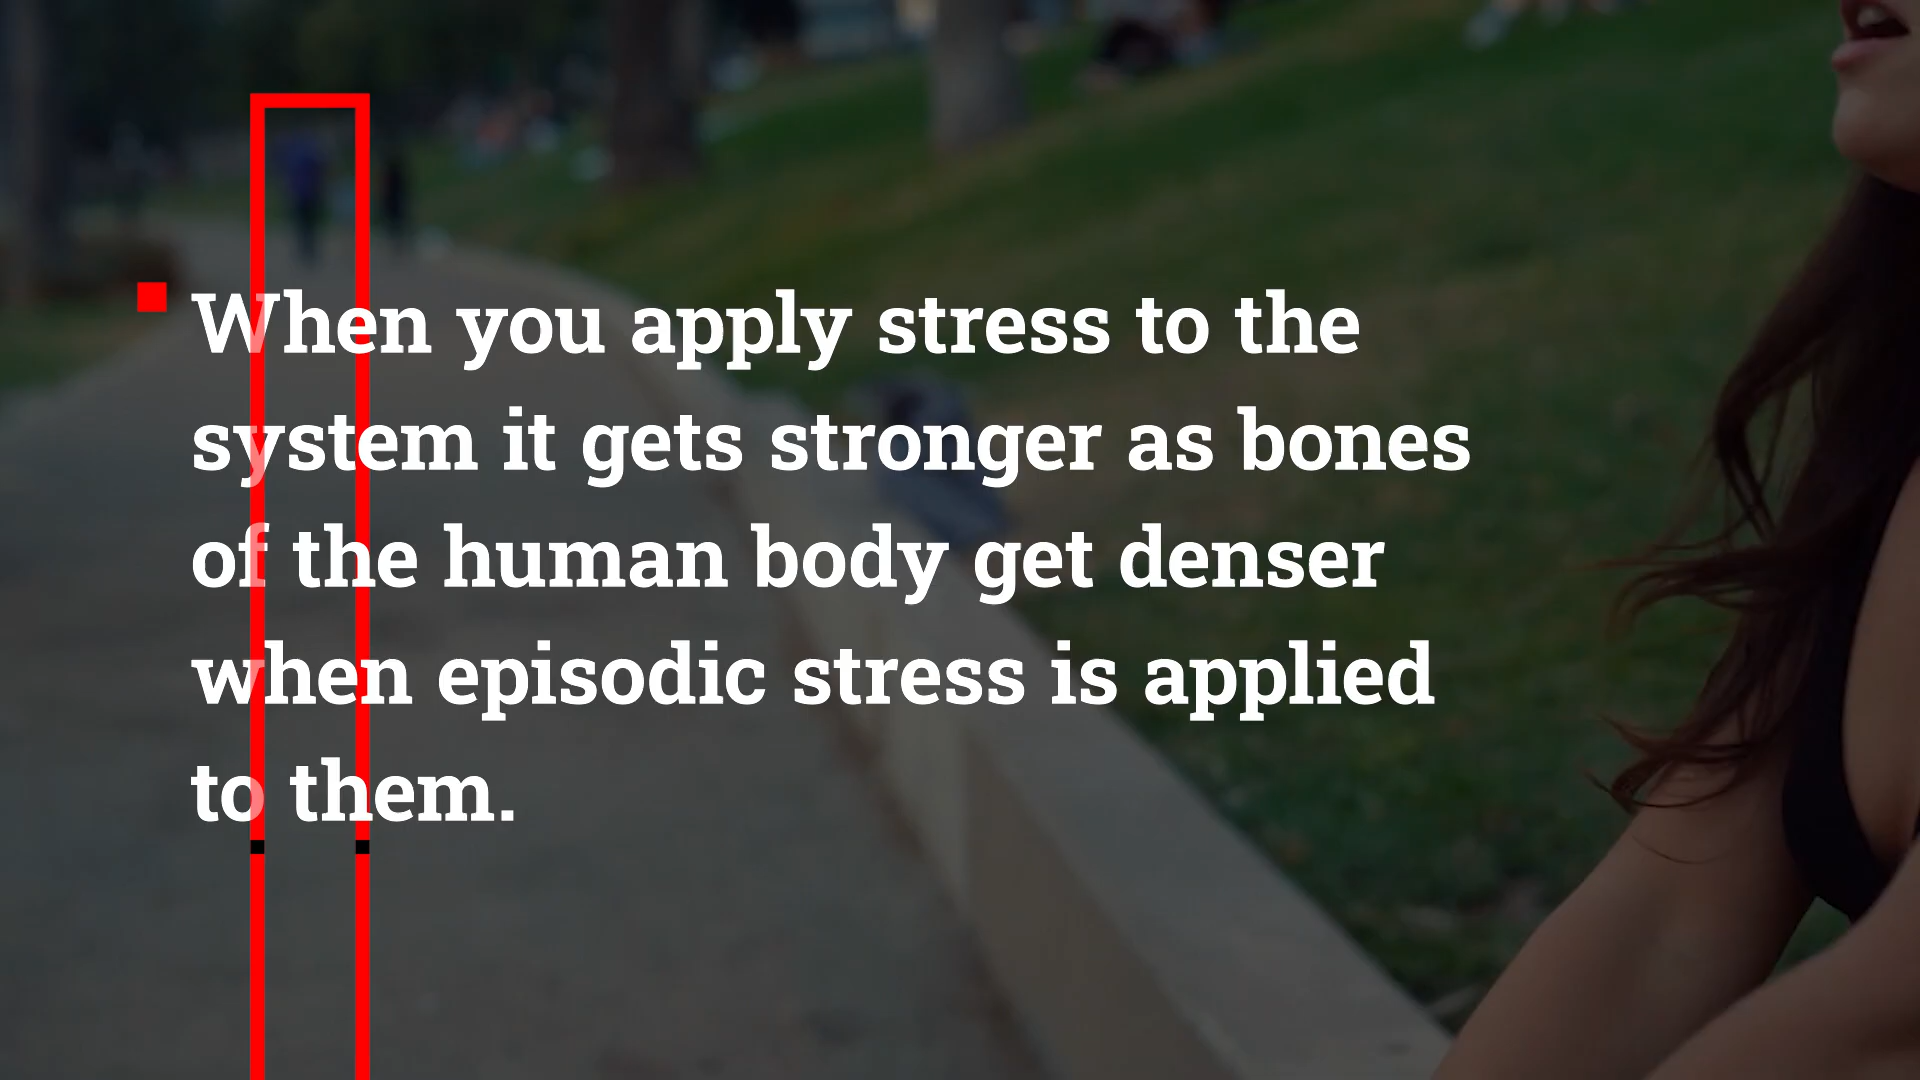 When you apply stress to the
system it gets stronger as bones
of the human body get denser
when episodic stress is applied
to them.